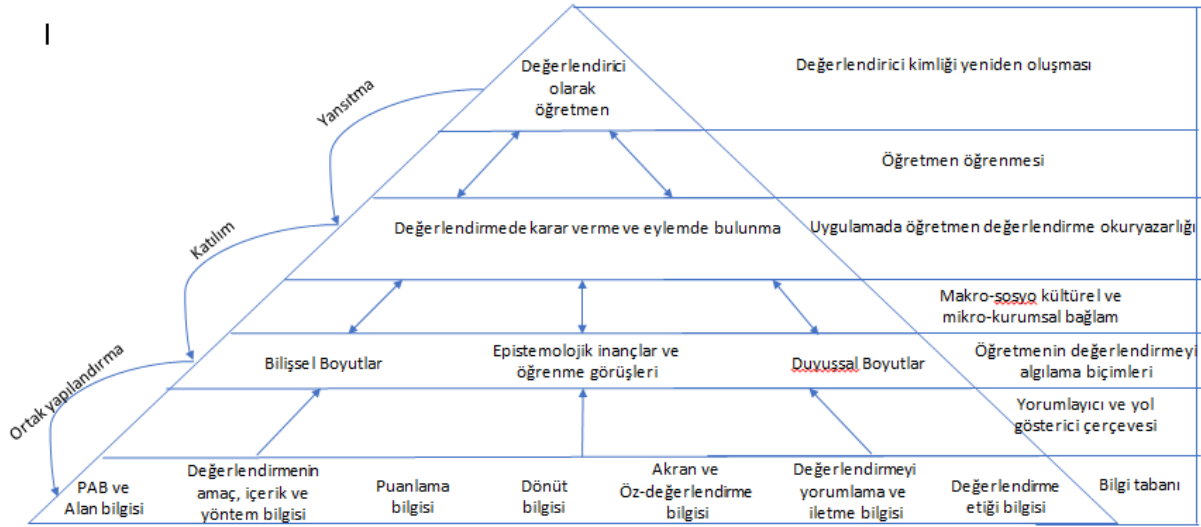 Değerlendirici
olarak
öğretmen
Değerlendirici kimliği yeniden oluşması
Yansıtma
Öğretmen öğrenmesi
Katılım
Değerlendirmede karar verme ve eylemde bulunma
Uygulamada öğretmen değerlendirme okuryazarlığı
Makro-sosyo kültürel ve
mikro-kurumsal bağlam
Ortak yapılandırma
Bilişsel Boyutlar
Epistemolojik inançlar ve
öğrenme görüşleri
Duyuşsal Boyutlar
Öğretmenin değerlendirmeyi
algılama biçimleri
Yorumlayıcı ve yol
gösterici çerçevesi
PAB ve
Alan bilgisi
Değerlendirmenin
amaç, içerik ve
yöntem bilgisi
Puanlama
bilgisi
Dönüt
bilgisi
Akran ve
Öz-değerlendirme
bilgisi
Değerlendirmeyi
yorumlama ve
iletme bilgisi
Değerlendirme
etiği bilgisi
Bilgi tabanı